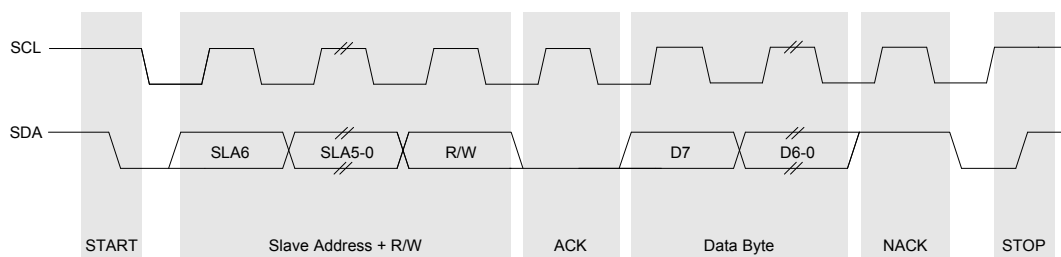 SCL
SDA
SLA6 SLA5-0 R/W D7 D6-0
START Slave Address + R/W ACK Data Byte NACK STOP